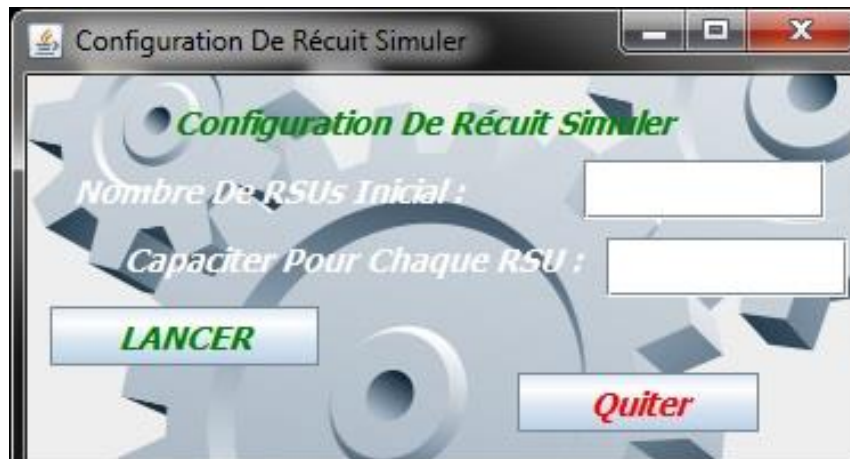 Configuration De Récuit Simuler
Configuration De Récuit Simuler
Nombre De RSUs Inicial :
Capaciter Pour Chaque RSU :
LANCER
Quiter